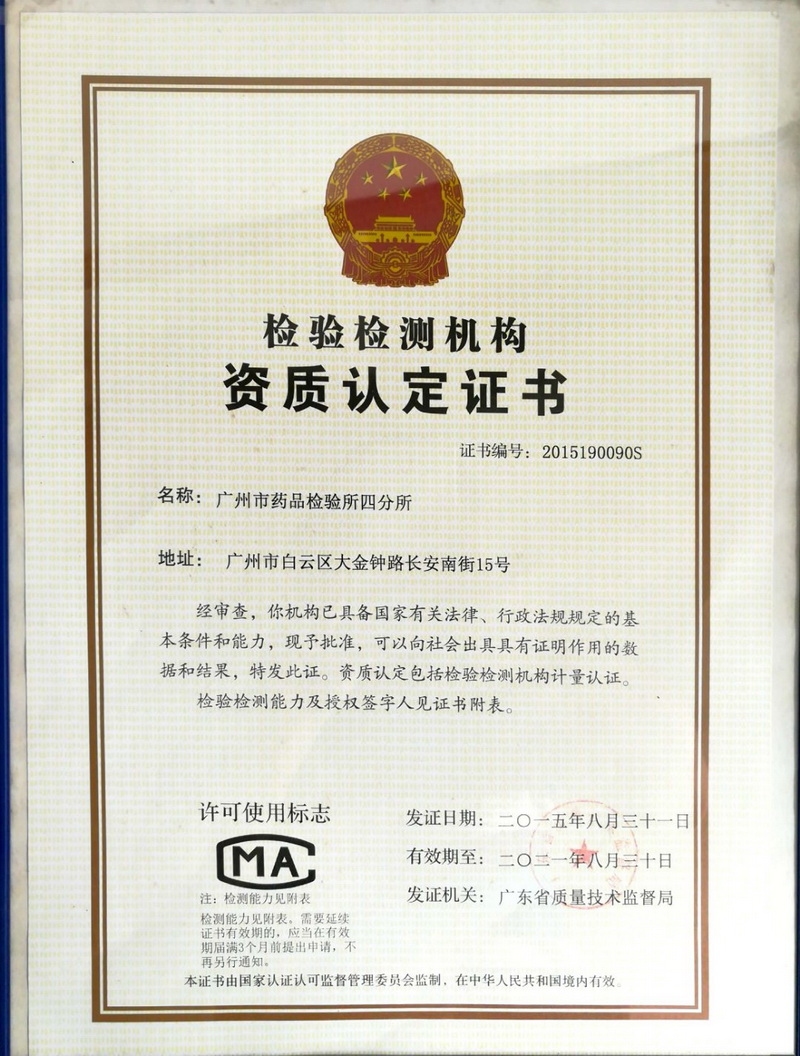 检验检测机构
资质认定证书
证书编号：2015190090S
名称：广州市药品检验所四分所
地址：广州市白云区大金钟路长安南街15号
经审查，你机构已具备国家有关法律、行政法规规定的基
本条件和能力，现予批准，可以向社会出具具有证明作用的数
据和结果，特发此证。资质认定包括检验检测机构计量认证。
检验检测能力及授权签字人见证书附表。
许可使用标志
MA
注：检测能力见附表
检测能力见附表。需要延续
证书有效期的，应当在有效
期届满3个月前提出申请，不
再另行通知。
发证日期：二〇一五年八月三十一日
有效期至：二〇二一年八月三十日
发证机关：广东省质量技术监督局
本证书由国家认证认可监督管理委员会监制，在中华人民共和国境内有效。